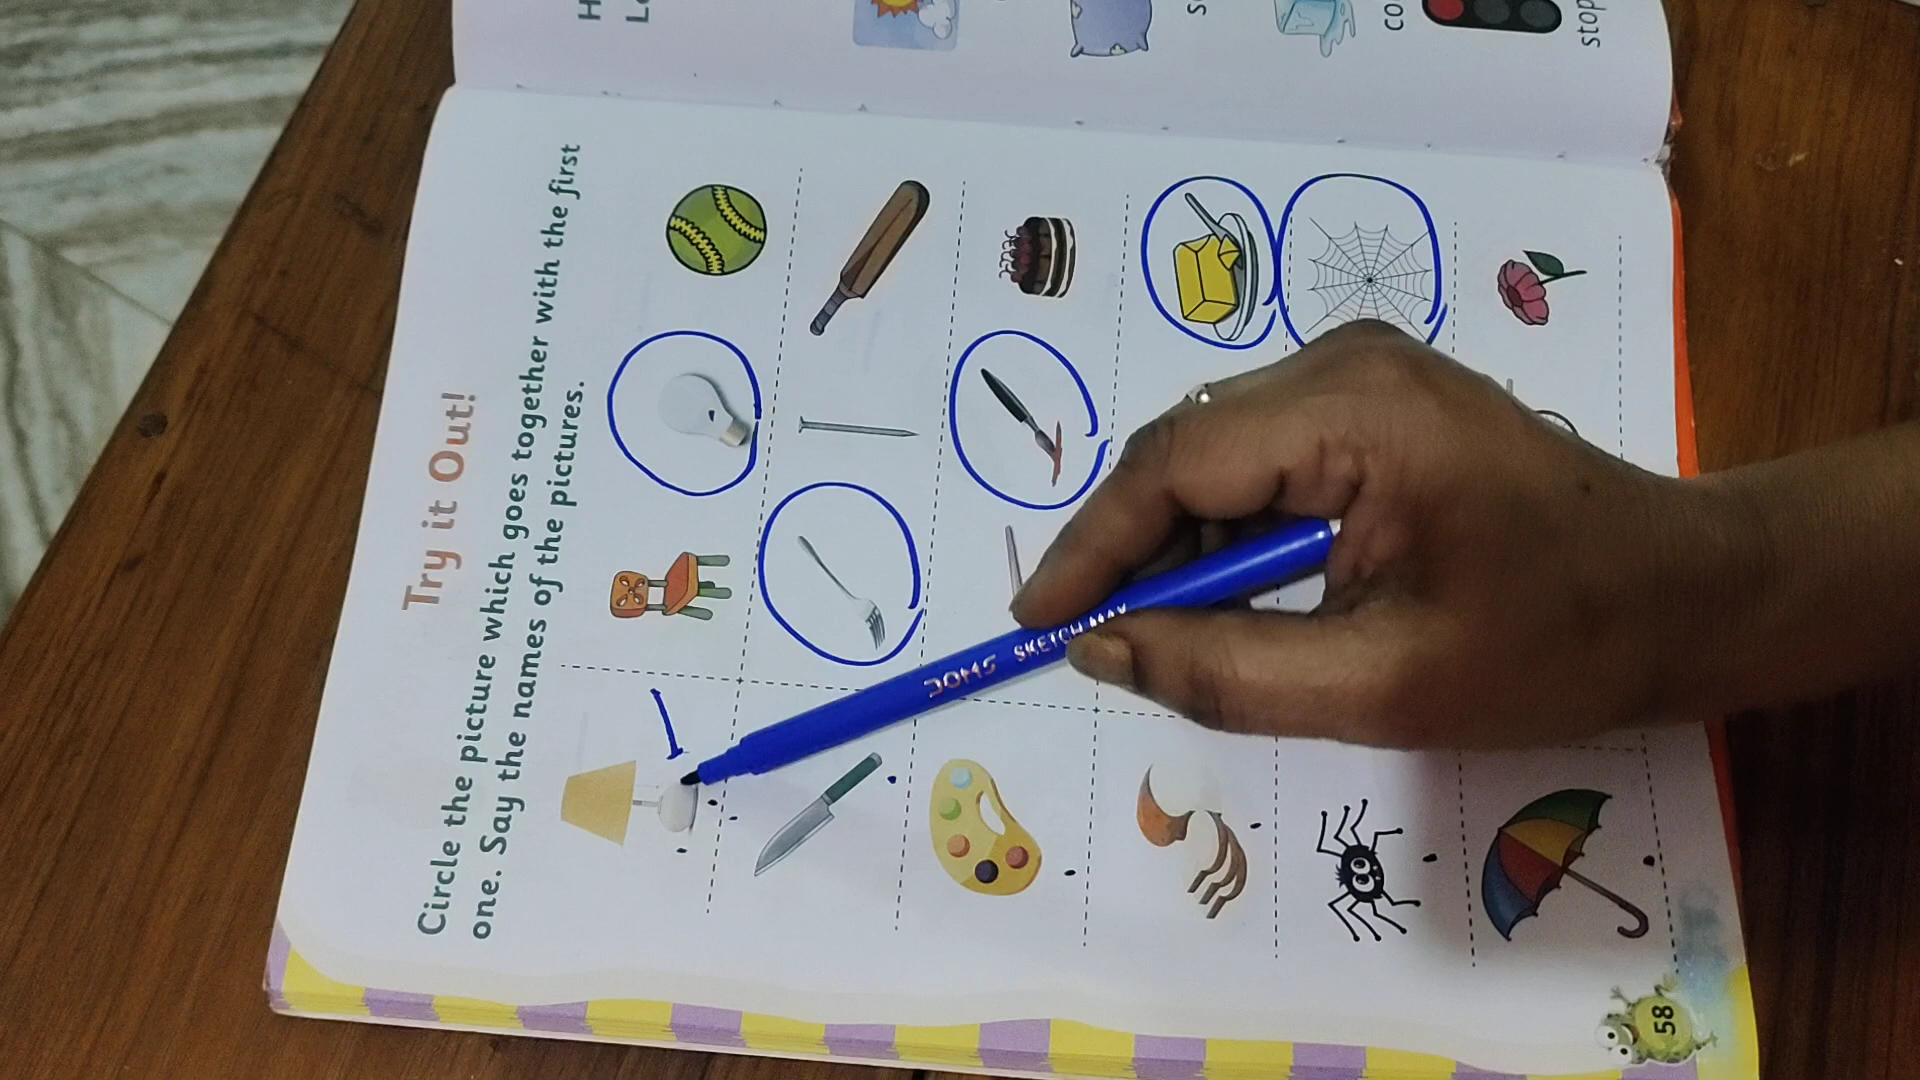 Try it Out!
Circle the picture which goes together with the first
one. Say the names of the pictures.
DOMS SKETCH MAX
58
stop